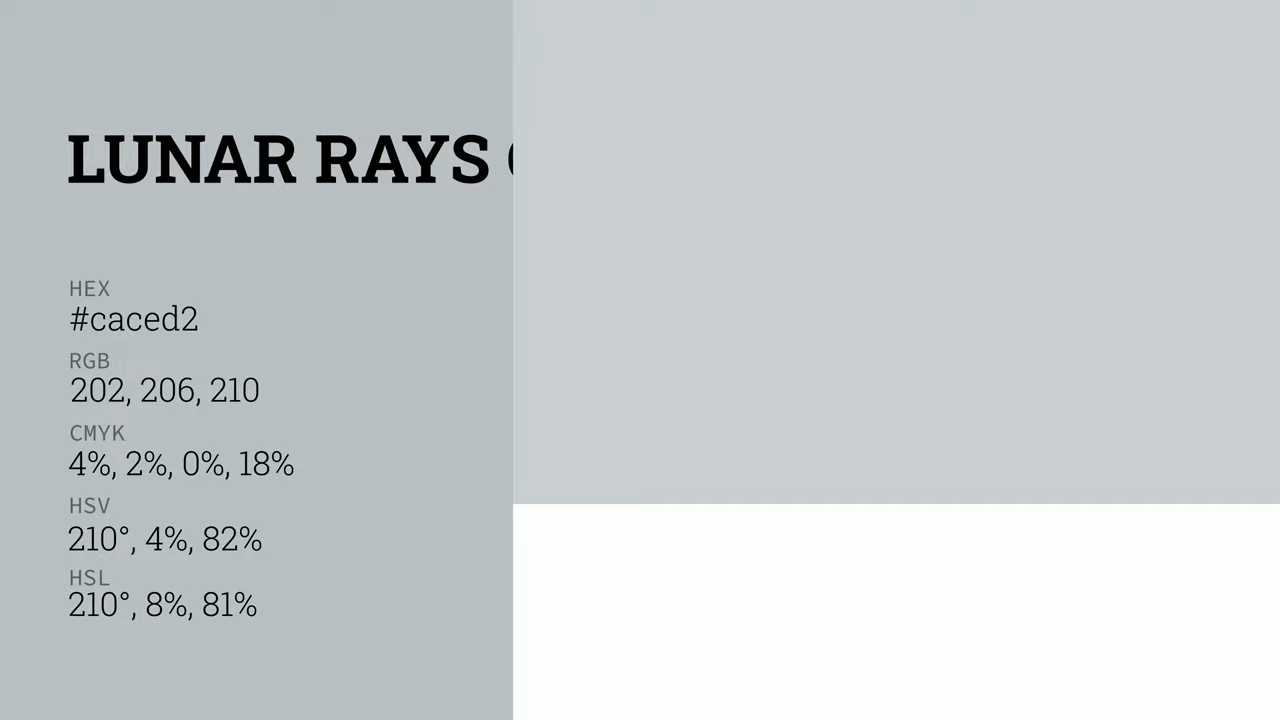 LUNAR RAYS
HEX
#caced2
RGB
202, 206, 210
CMYK
4%, 2%, 0%, 18%
HSV
210°, 4%, 82%
HSL
210°, 8%, 81%